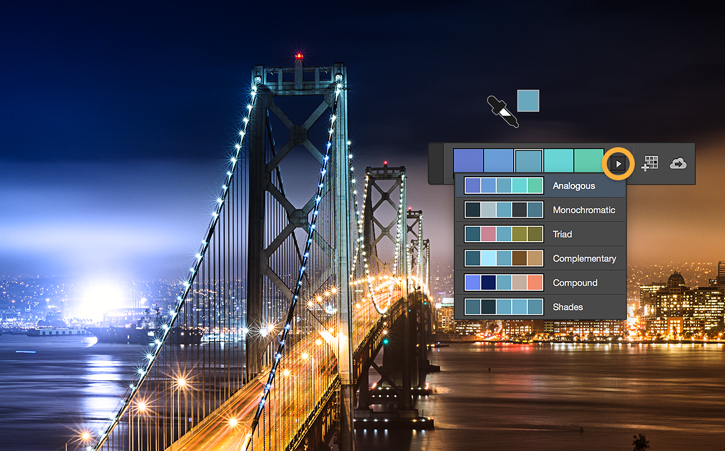 Analogous
Monochromatic
Triad
Complementary
Compound
Shades